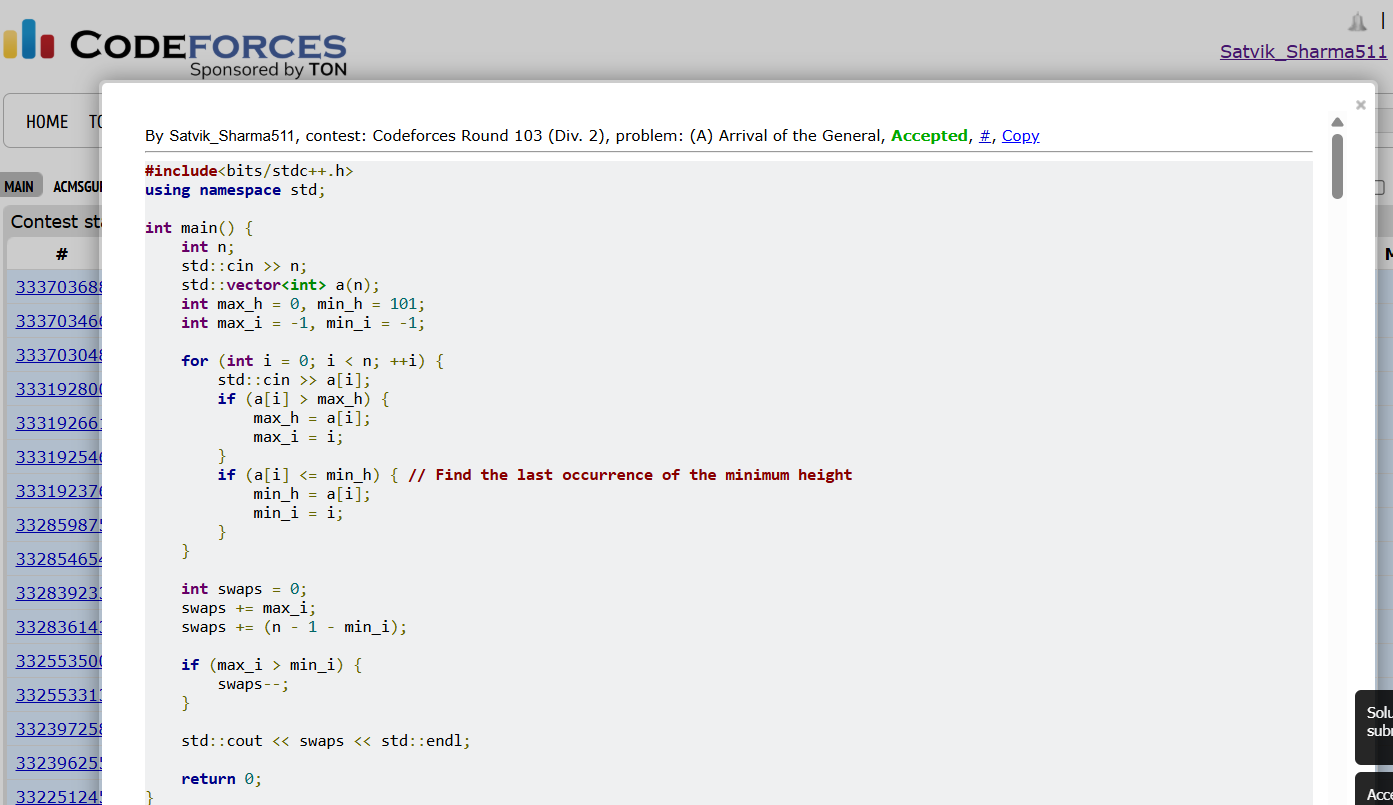 CODEFORCES
Sponsored by TON
|
Satvik_Sharma511
HOME
MAIN ACMSGU
Contest
#
By Satvik_Sharma511, contest: Codeforces Round 103 (Div. 2), problem: (A) Arrival of the General, Accepted, #, Copy
#include<bits/stdc++.h>
using namespace std;
int main() {
int n;
std::cin >> n;
std::vector<int> a(n);
int max_h = 0, min_h = 101;
int max_i = -1, min_i = -1;
for (int i = 0; i < n; ++i) {
std::cin >> a[i];
if (a[i] > max_h) {
max_h = a[i];
max_i = i;
}
if (a[i] <= min_h) { // Find the last occurrence of the minimum height
min_h = a[i];
min_i = i;
}
}
int swaps = 0;
swaps += max_i;
swaps += (n - 1 - min_i);
if (max_i > min_i) {
swaps--;
}
std::cout << swaps << std::endl;
return 0;
}
33370368
33370346
33370304
33319280
33319266
33319254
33319237
33285987
33285465
33283923
33283614
33255350
33255331
33239725
33239625
33225124